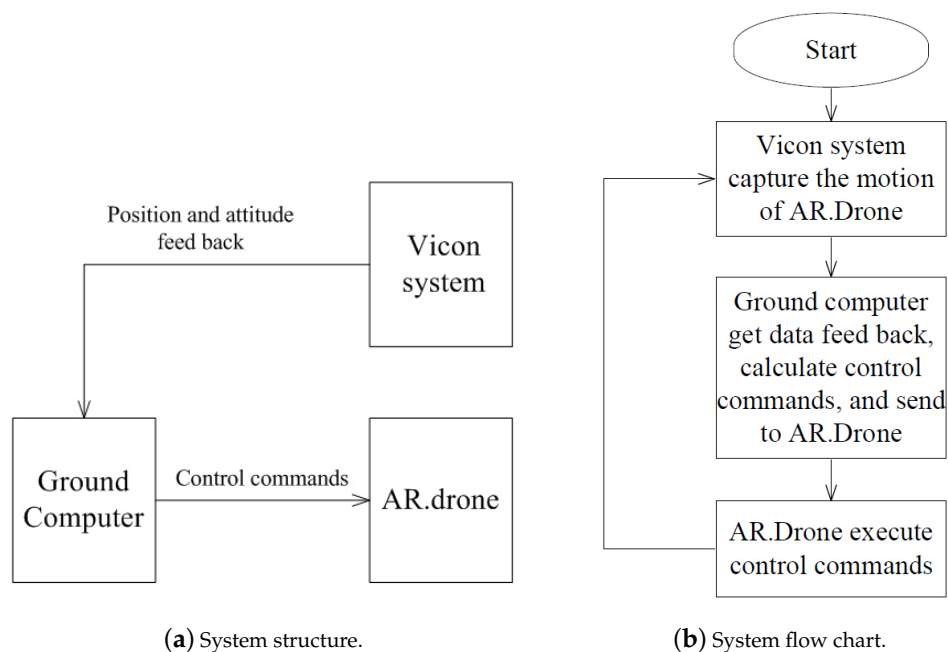 Position and attitude
feed back
Vicon
system
Ground
Computer
Control commands
AR.drone
(a) System structure.
Start
Vicon system
capture the motion
of AR.Drone
Ground computer
get data feed back,
calculate control
commands, and send
to AR.Drone
AR.Drone execute
control commands
(b) System flow chart.